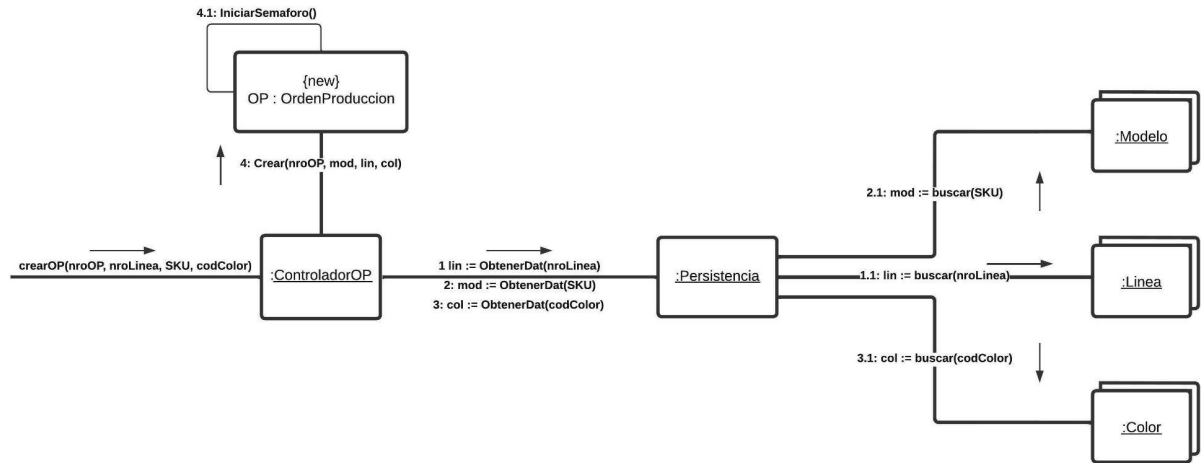 4.1: IniciarSemaforo()
{new}
OP : OrdenProduccion
4: Crear(nroOP, mod, lin, col)
crearOP(nroOP, nroLinea, SKU, codColor)
:ControladorOP
1 lin := ObtenerDat(nroLinea)
2: mod := ObtenerDat(SKU)
3: col := ObtenerDat(codColor)
:Persistencia
2.1: mod := buscar(SKU)
1.1: lin := buscar(nroLinea)
3.1: col := buscar(codColor)
:Modelo
:Linea
:Color